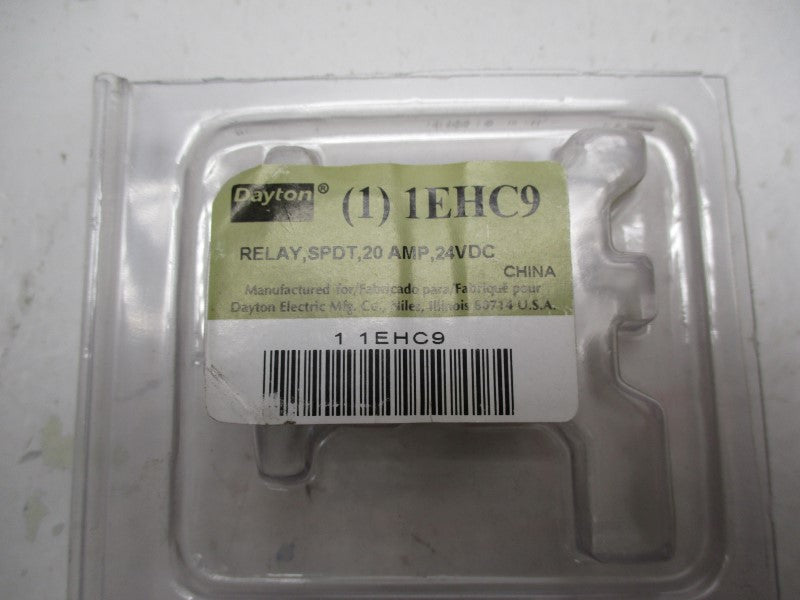 Dayton® (1) 1EHC9
RELAY,SPDT,20 AMP,24VDC
CHINA
Manufactured for/Fabricado para/Fabriqué pour
Dayton Electric Mfg. Co., Niles, Illinois 60714 U.S.A.
1 1EHC9